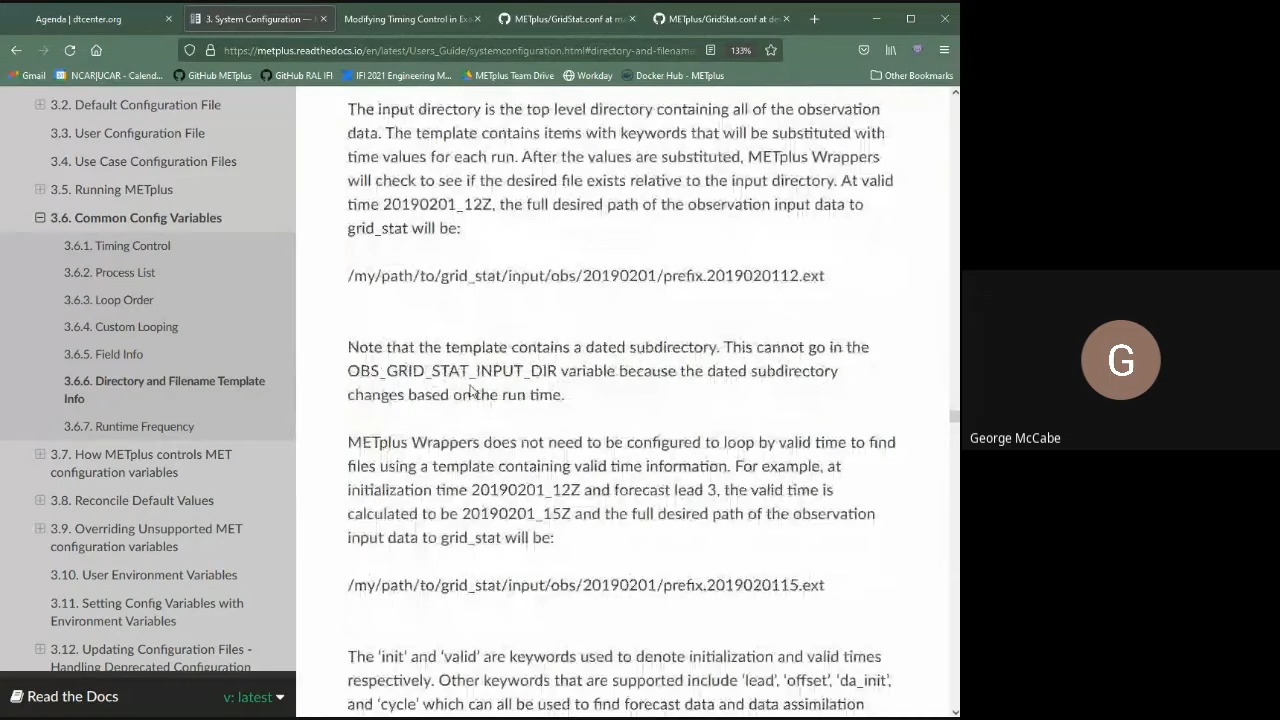 Agenda | dtcenter.org
3. System Configuration —
Modifying Timing Control in Exa
METplus/GridStat.conf at ma
METplus/GridStat.conf at de
https://metplus.readthedocs.io/en/latest/Users_Guide/systemconfiguration.html#directory-and-filename
133%
Gmail
NCAR|UCAR - Calend...
GitHub METplus
GitHub RAL IFI
IFI 2021 Engineering M...
METplus Team Drive
Workday
Docker Hub - METplus
Other Bookmarks
3.2. Default Configuration File
3.3. User Configuration File
3.4. Use Case Configuration Files
3.5. Running METplus
3.6. Common Config Variables
3.6.1. Timing Control
3.6.2. Process List
3.6.3. Loop Order
3.6.4. Custom Looping
3.6.5. Field Info
3.6.6. Directory and Filename Template
Info
3.6.7. Runtime Frequency
3.7. How METplus controls MET
configuration variables
3.8. Reconcile Default Values
3.9. Overriding Unsupported MET
configuration variables
3.10. User Environment Variables
3.11. Setting Config Variables with
Environment Variables
3.12. Updating Configuration Files -
Handling Deprecated Configuration
Read the Docs
v: latest
The input directory is the top level directory containing all of the observation
data. The template contains items with keywords that will be substituted with
time values for each run. After the values are substituted, METplus Wrappers
will check to see if the desired file exists relative to the input directory. At valid
time 20190201_12Z, the full desired path of the observation input data to
grid_stat will be:
/my/path/to/grid_stat/input/obs/20190201/prefix.2019020112.ext
Note that the template contains a dated subdirectory. This cannot go in the
OBS_GRID_STAT_INPUT_DIR variable because the dated subdirectory
changes based on the run time.
METplus Wrappers does not need to be configured to loop by valid time to find
files using a template containing valid time information. For example, at
initialization time 20190201_12Z and forecast lead 3, the valid time is
calculated to be 20190201_15Z and the full desired path of the observation
input data to grid_stat will be:
/my/path/to/grid_stat/input/obs/20190201/prefix.2019020115.ext
The 'init' and 'valid' are keywords used to denote initialization and valid times
respectively. Other keywords that are supported include 'lead', 'offset', 'da_init',
and 'cycle' which can all be used to find forecast data and data assimilation
G
George McCabe